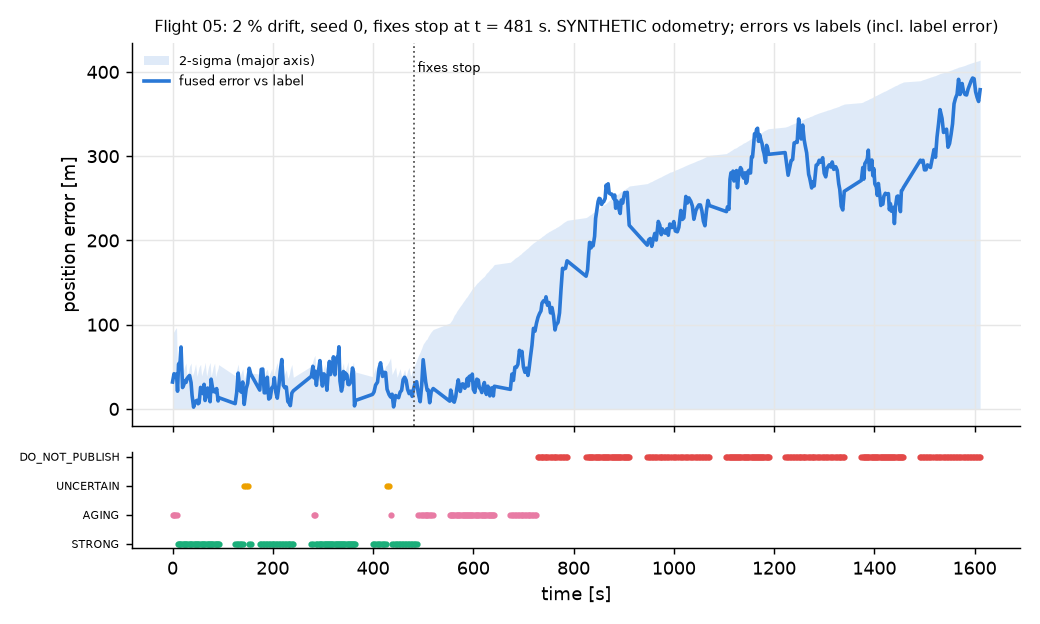 Flight 05: 2 % drift, seed 0, fixes stop at t = 481 s. SYNTHETIC odometry; errors vs labels (incl. label error)
2-sigma (major axis)
fused error vs label
fixes stop
position error [m]
400
300
200
100
0
DO_NOT_PUBLISH
UNCERTAIN
AGING
STRONG
0 200 400 600 800 1000 1200 1400 1600
time [s]